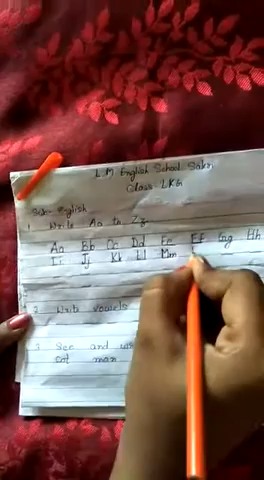 L M English School Sakri
Class: LKG
Sub: English
1 Write Aa to Zz
Aa Bb Cc Dd Ee Ff Gg Hh
Ii Jj Kk Ll Mm
2 Write vowels
3 See and
Cat man